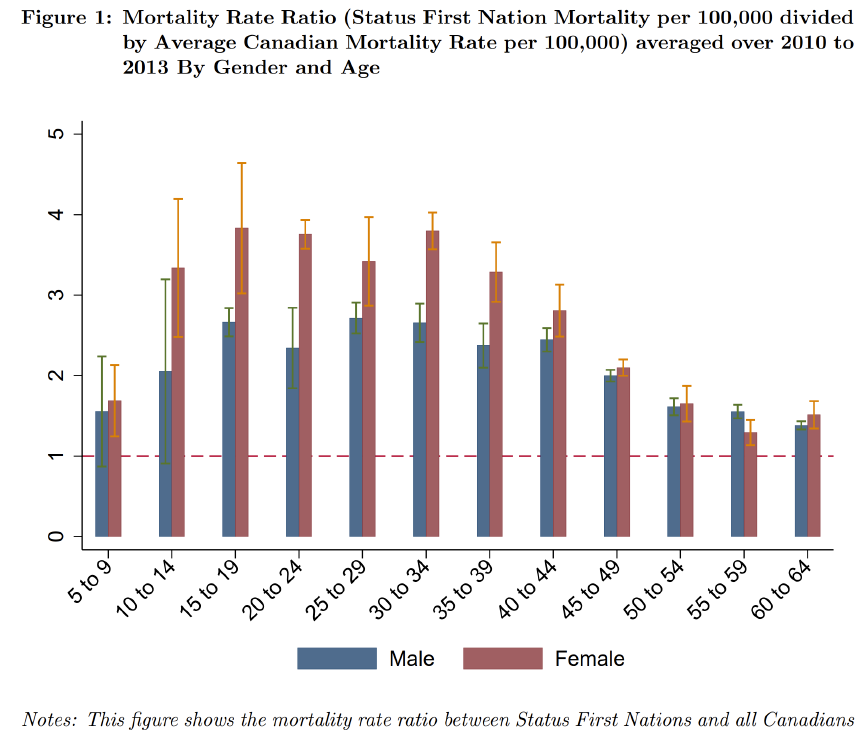 Figure 1: Mortality Rate Ratio (Status First Nation Mortality per 100,000 divided
by Average Canadian Mortality Rate per 100,000) averaged over 2010 to
2013 By Gender and Age
5
4
3
2
1
0
5 to 9
10 to 14
15 to 19
20 to 24
25 to 29
30 to 34
35 to 39
40 to 44
45 to 49
50 to 54
55 to 59
60 to 64
Male
Female
Notes: This figure shows the mortality rate ratio between Status First Nations and all Canadians